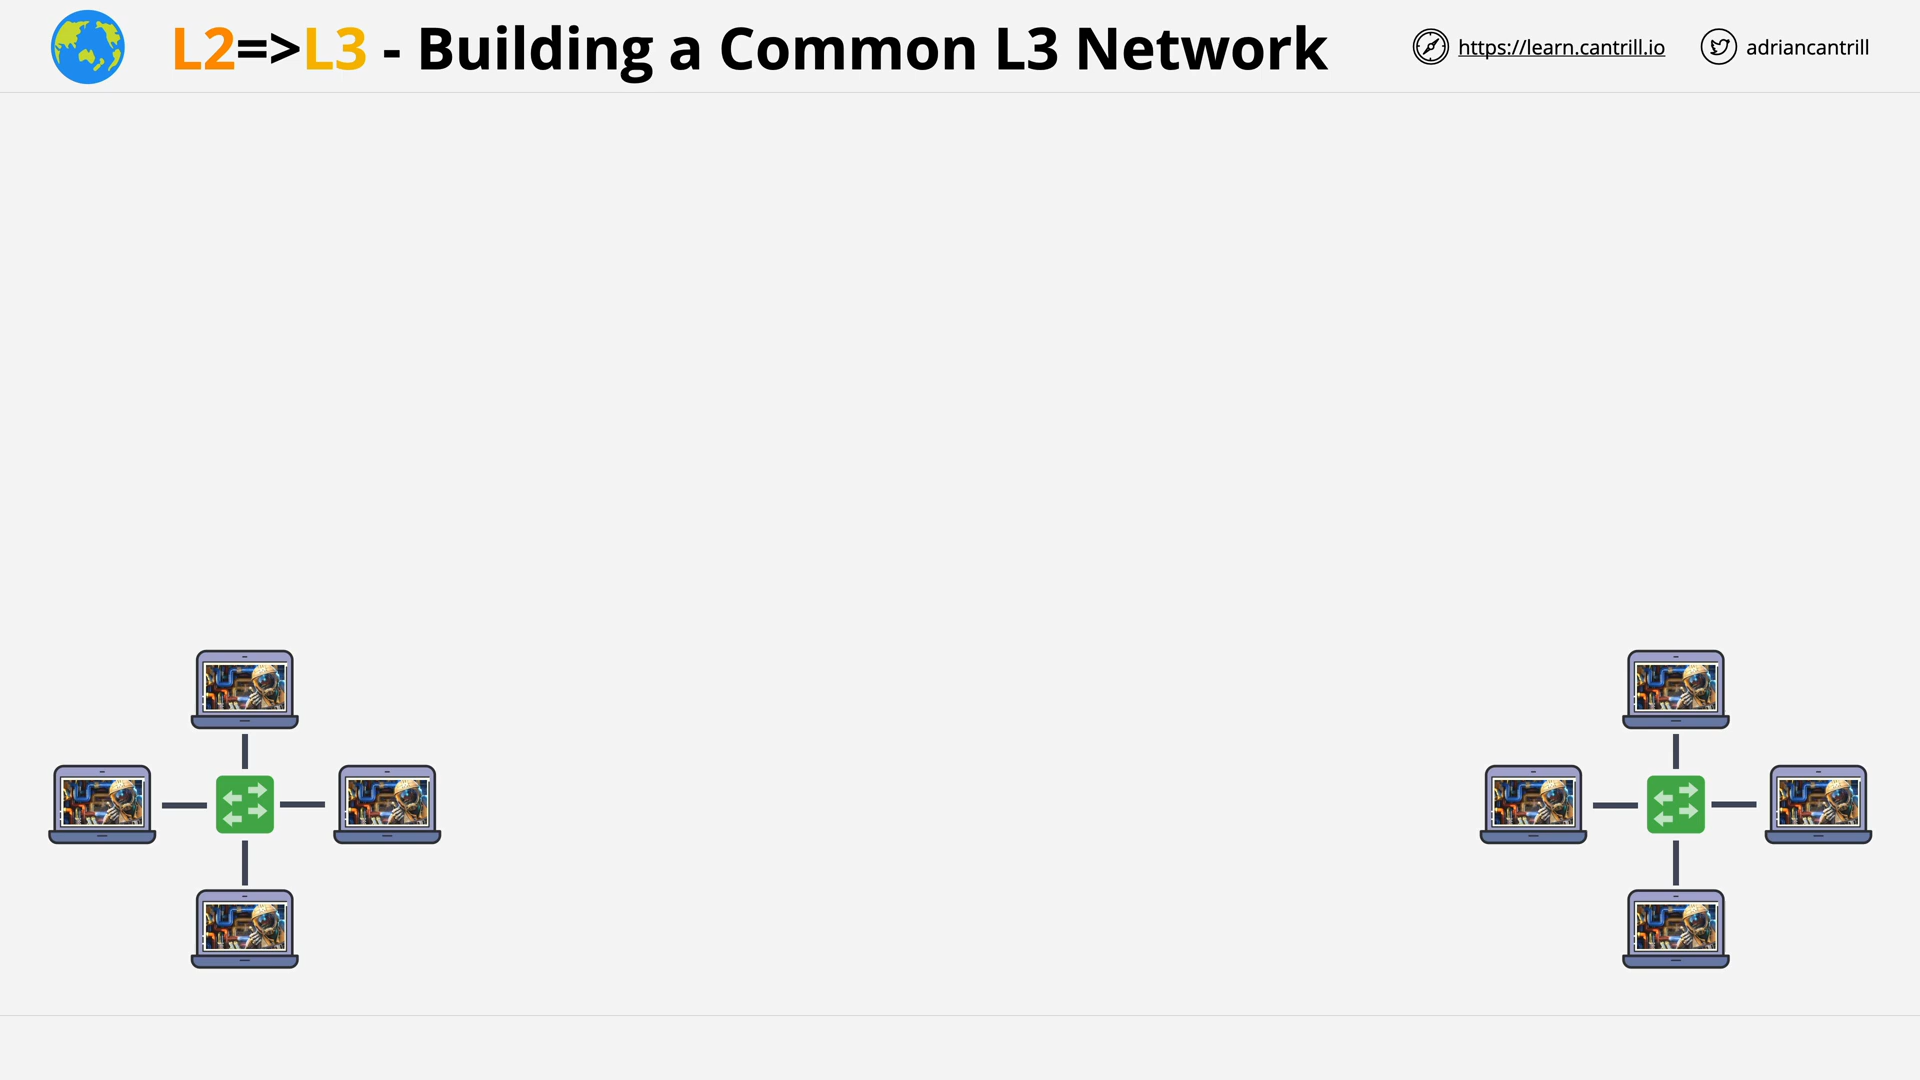 L2=>L3 - Building a Common L3 Network
https://learn.cantrill.io
adriancantrill